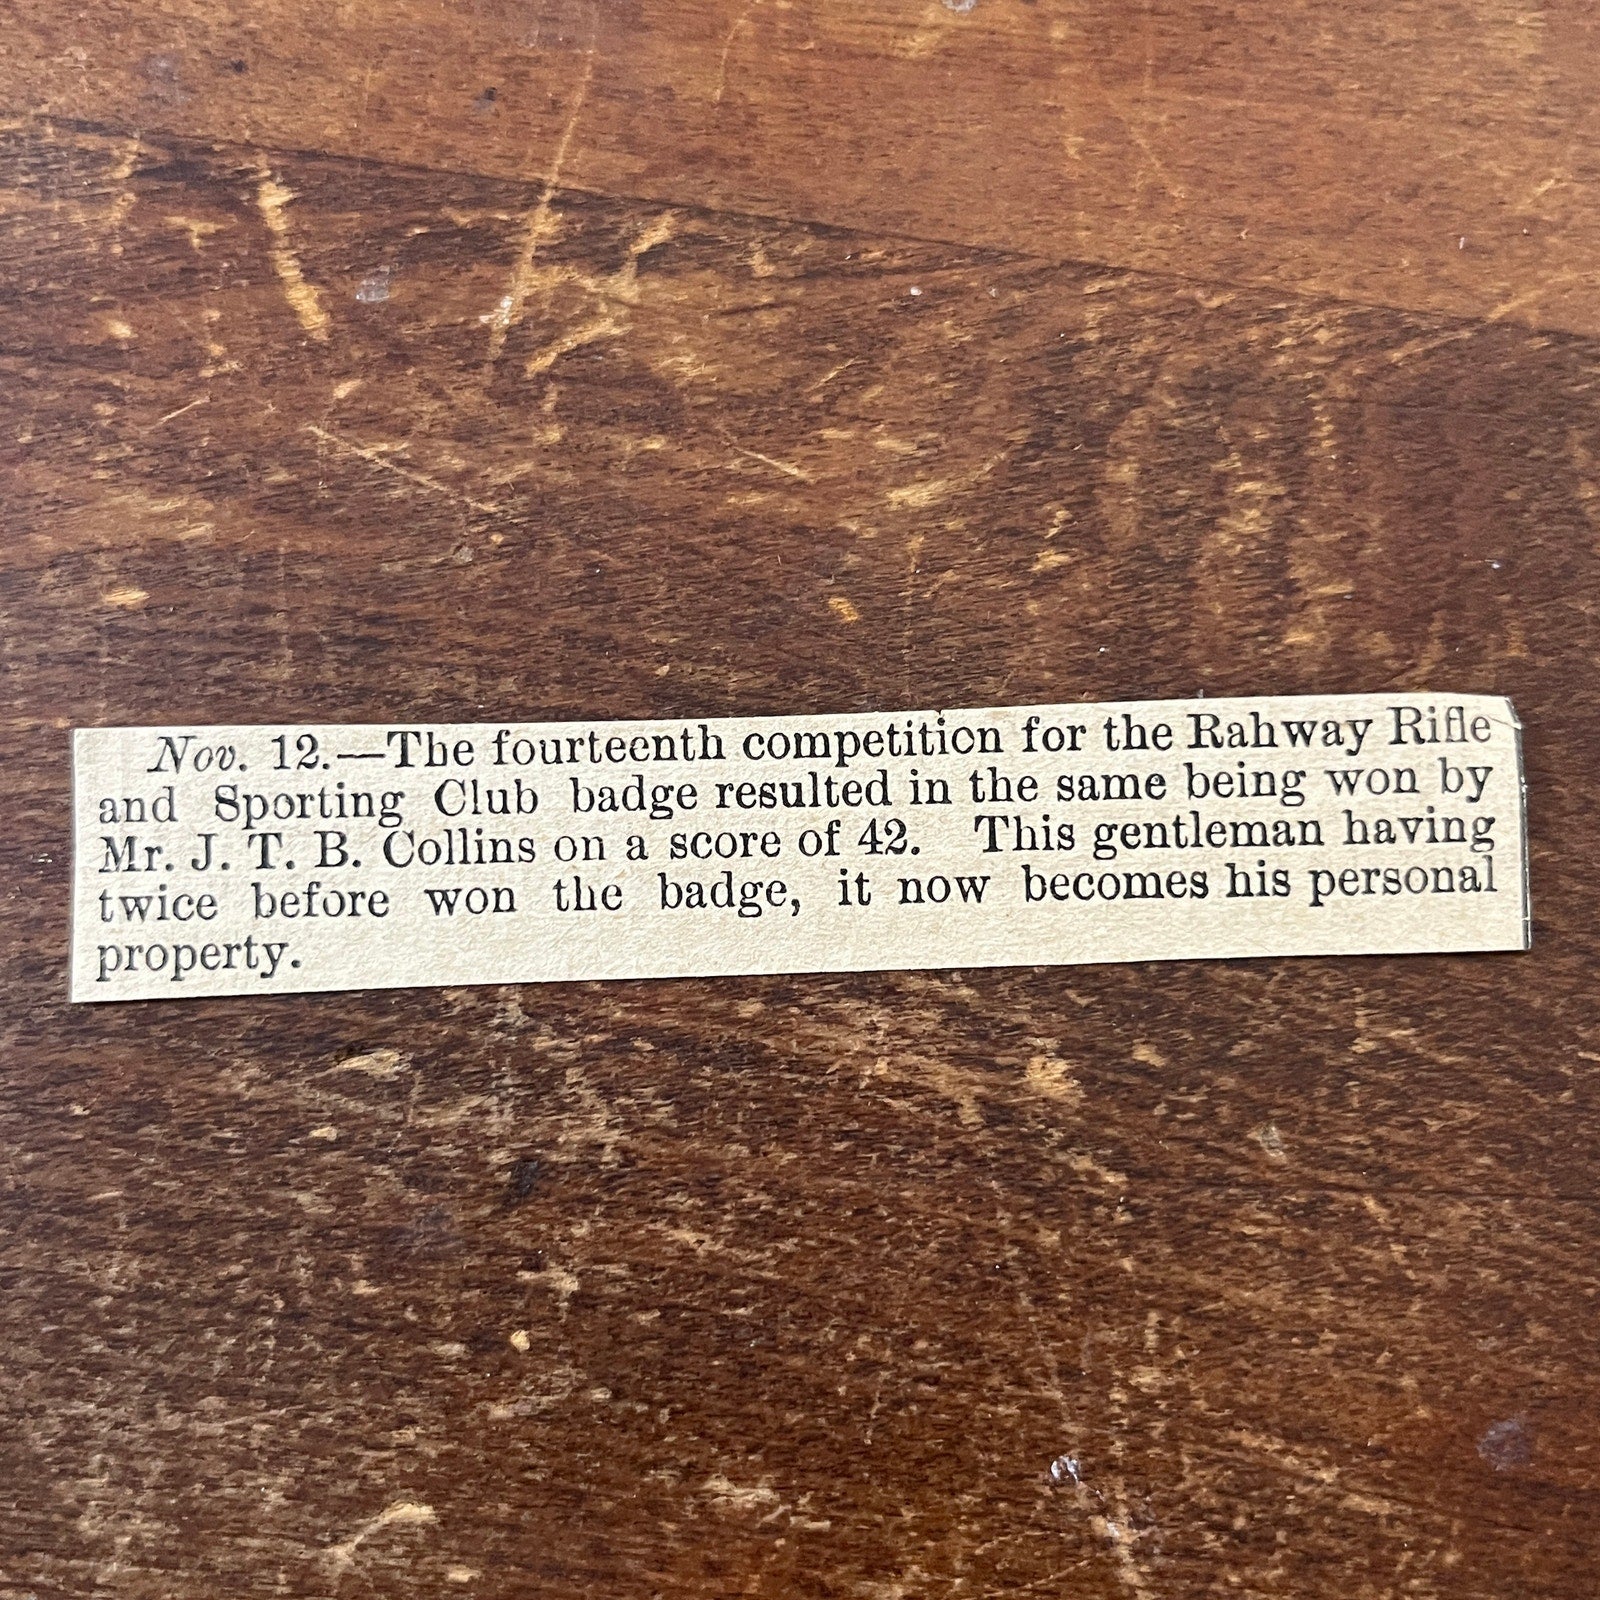 Nov. 12.—The fourteenth competition for the Rahway Rifle
and Sporting Club badge resulted in the same being won by
Mr. J. T. B. Collins on a score of 42. This gentleman having
twice before won the badge, it now becomes his personal
property.